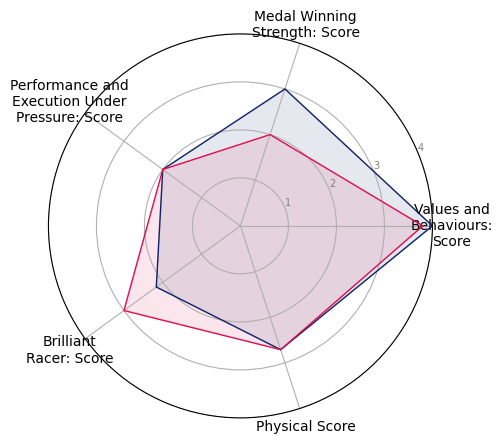 Medal Winning
Strength: Score
Performance and
Execution Under
Pressure: Score
4
3
2
1
Values and
Behaviours:
Score
Brilliant
Racer: Score
Physical Score